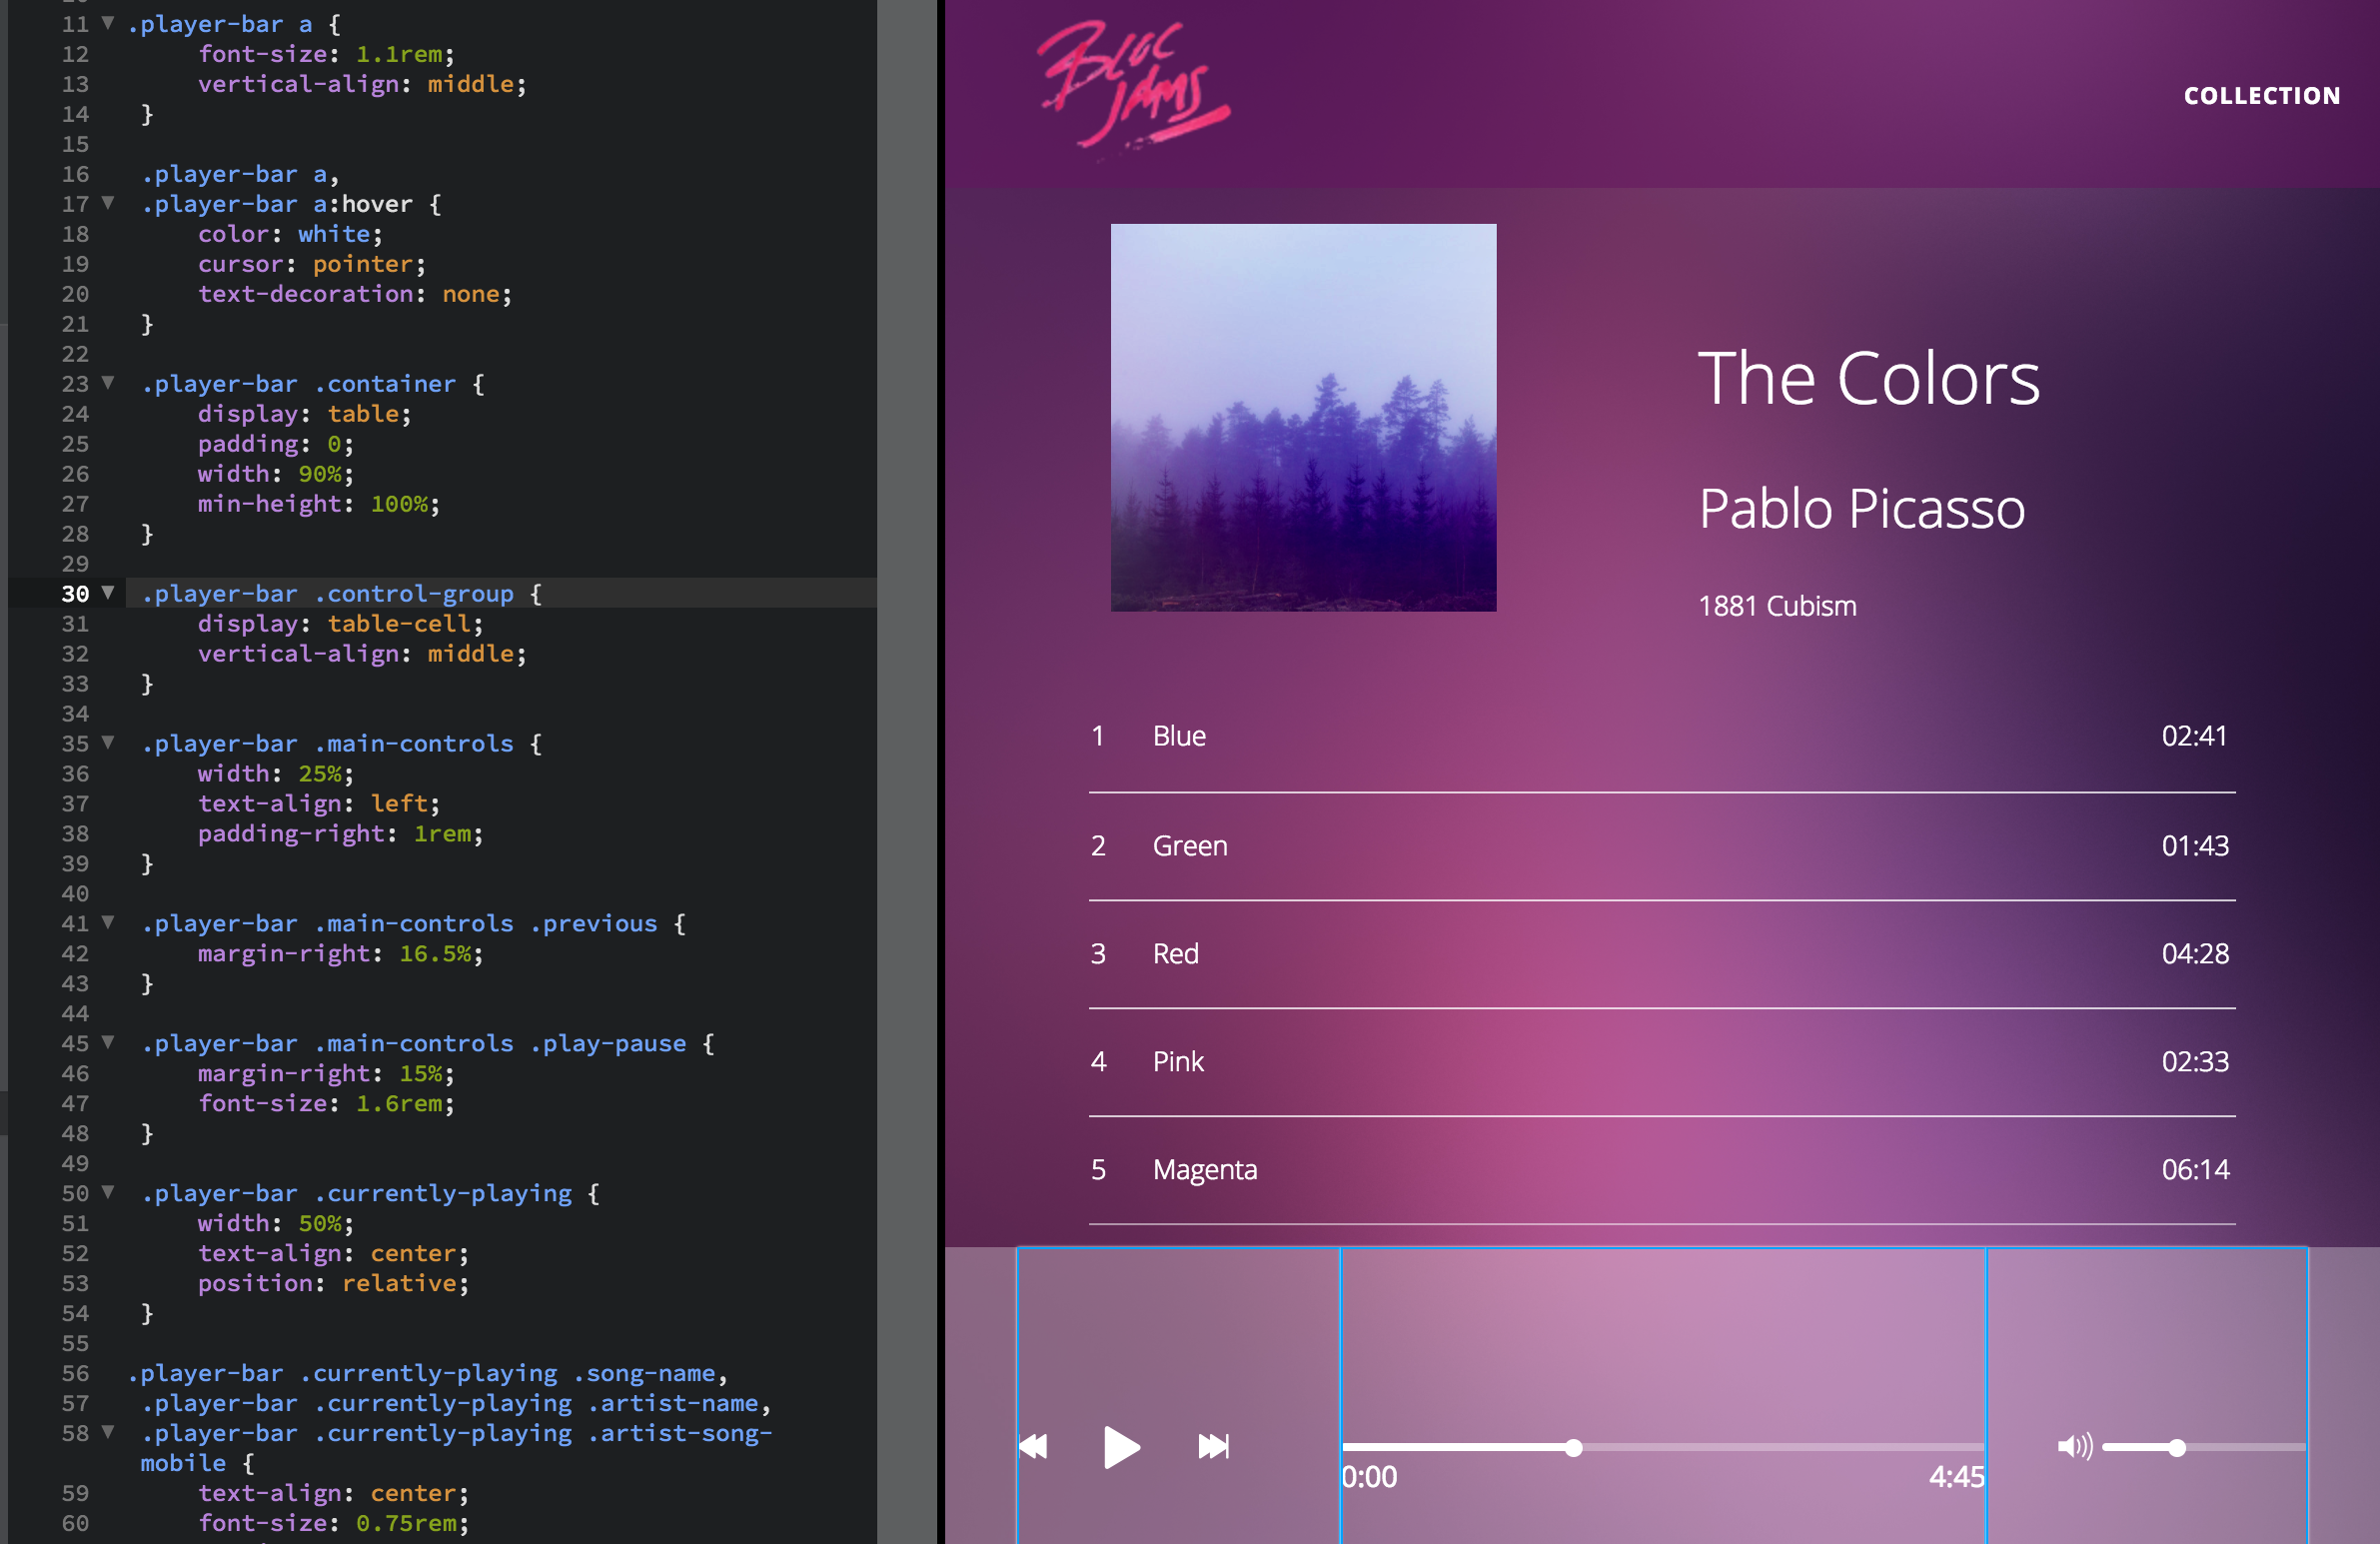 11 ▼ .player-bar a {
12 font-size: 1.1rem;
13 vertical-align: middle;
14 }
15
16 .player-bar a,
17 ▼ .player-bar a:hover {
18 color: white;
19 cursor: pointer;
20 text-decoration: none;
21 }
22
23 ▼ .player-bar .container {
24 display: table;
25 padding: 0;
26 width: 90%;
27 min-height: 100%;
28 }
29
30 ▼ .player-bar .control-group {
31 display: table-cell;
32 vertical-align: middle;
33 }
34
35 ▼ .player-bar .main-controls {
36 width: 25%;
37 text-align: left;
38 padding-right: 1rem;
39 }
40
41 ▼ .player-bar .main-controls .previous {
42 margin-right: 16.5%;
43 }
44
45 ▼ .player-bar .main-controls .play-pause {
46 margin-right: 15%;
47 font-size: 1.6rem;
48 }
49
50 ▼ .player-bar .currently-playing {
51 width: 50%;
52 text-align: center;
53 position: relative;
54 }
55
56 .player-bar .currently-playing .song-name,
57 .player-bar .currently-playing .artist-name,
58 ▼ .player-bar .currently-playing .artist-song-
mobile {
59 text-align: center;
60 font-size: 0.75rem;
BLOC
JAMS
COLLECTION
The Colors
Pablo Picasso
1881 Cubism
1 Blue 02:41
2 Green 01:43
3 Red 04:28
4 Pink 02:33
5 Magenta 06:14
0:00 4:45